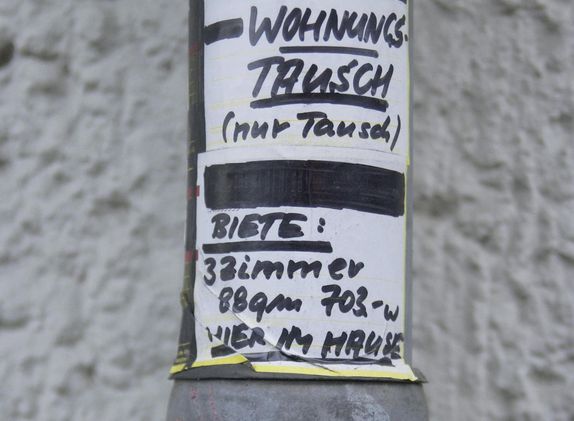 WOHNUNGS-
TAUSCH
(nur Tausch)
BIETE:
3Zimmer
88qm 703,-w
HIER IM HAUSE